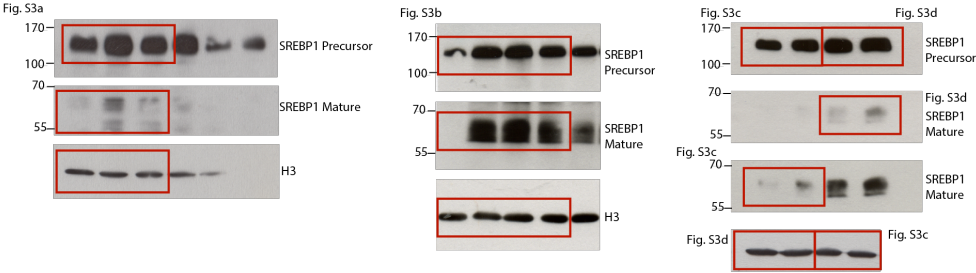 Fig. S3a
170
SREBP1 Precursor
100
70
SREBP1 Mature
55
H3
Fig. S3b
170
SREBP1
Precursor
100
70
SREBP1
Mature
55
H3
Fig. S3c
Fig. S3d
170
SREBP1
Precursor
100
70
Fig. S3d
SREBP1
Mature
55
Fig. S3c
70
SREBP1
Mature
55
Fig. S3d
Fig. S3c